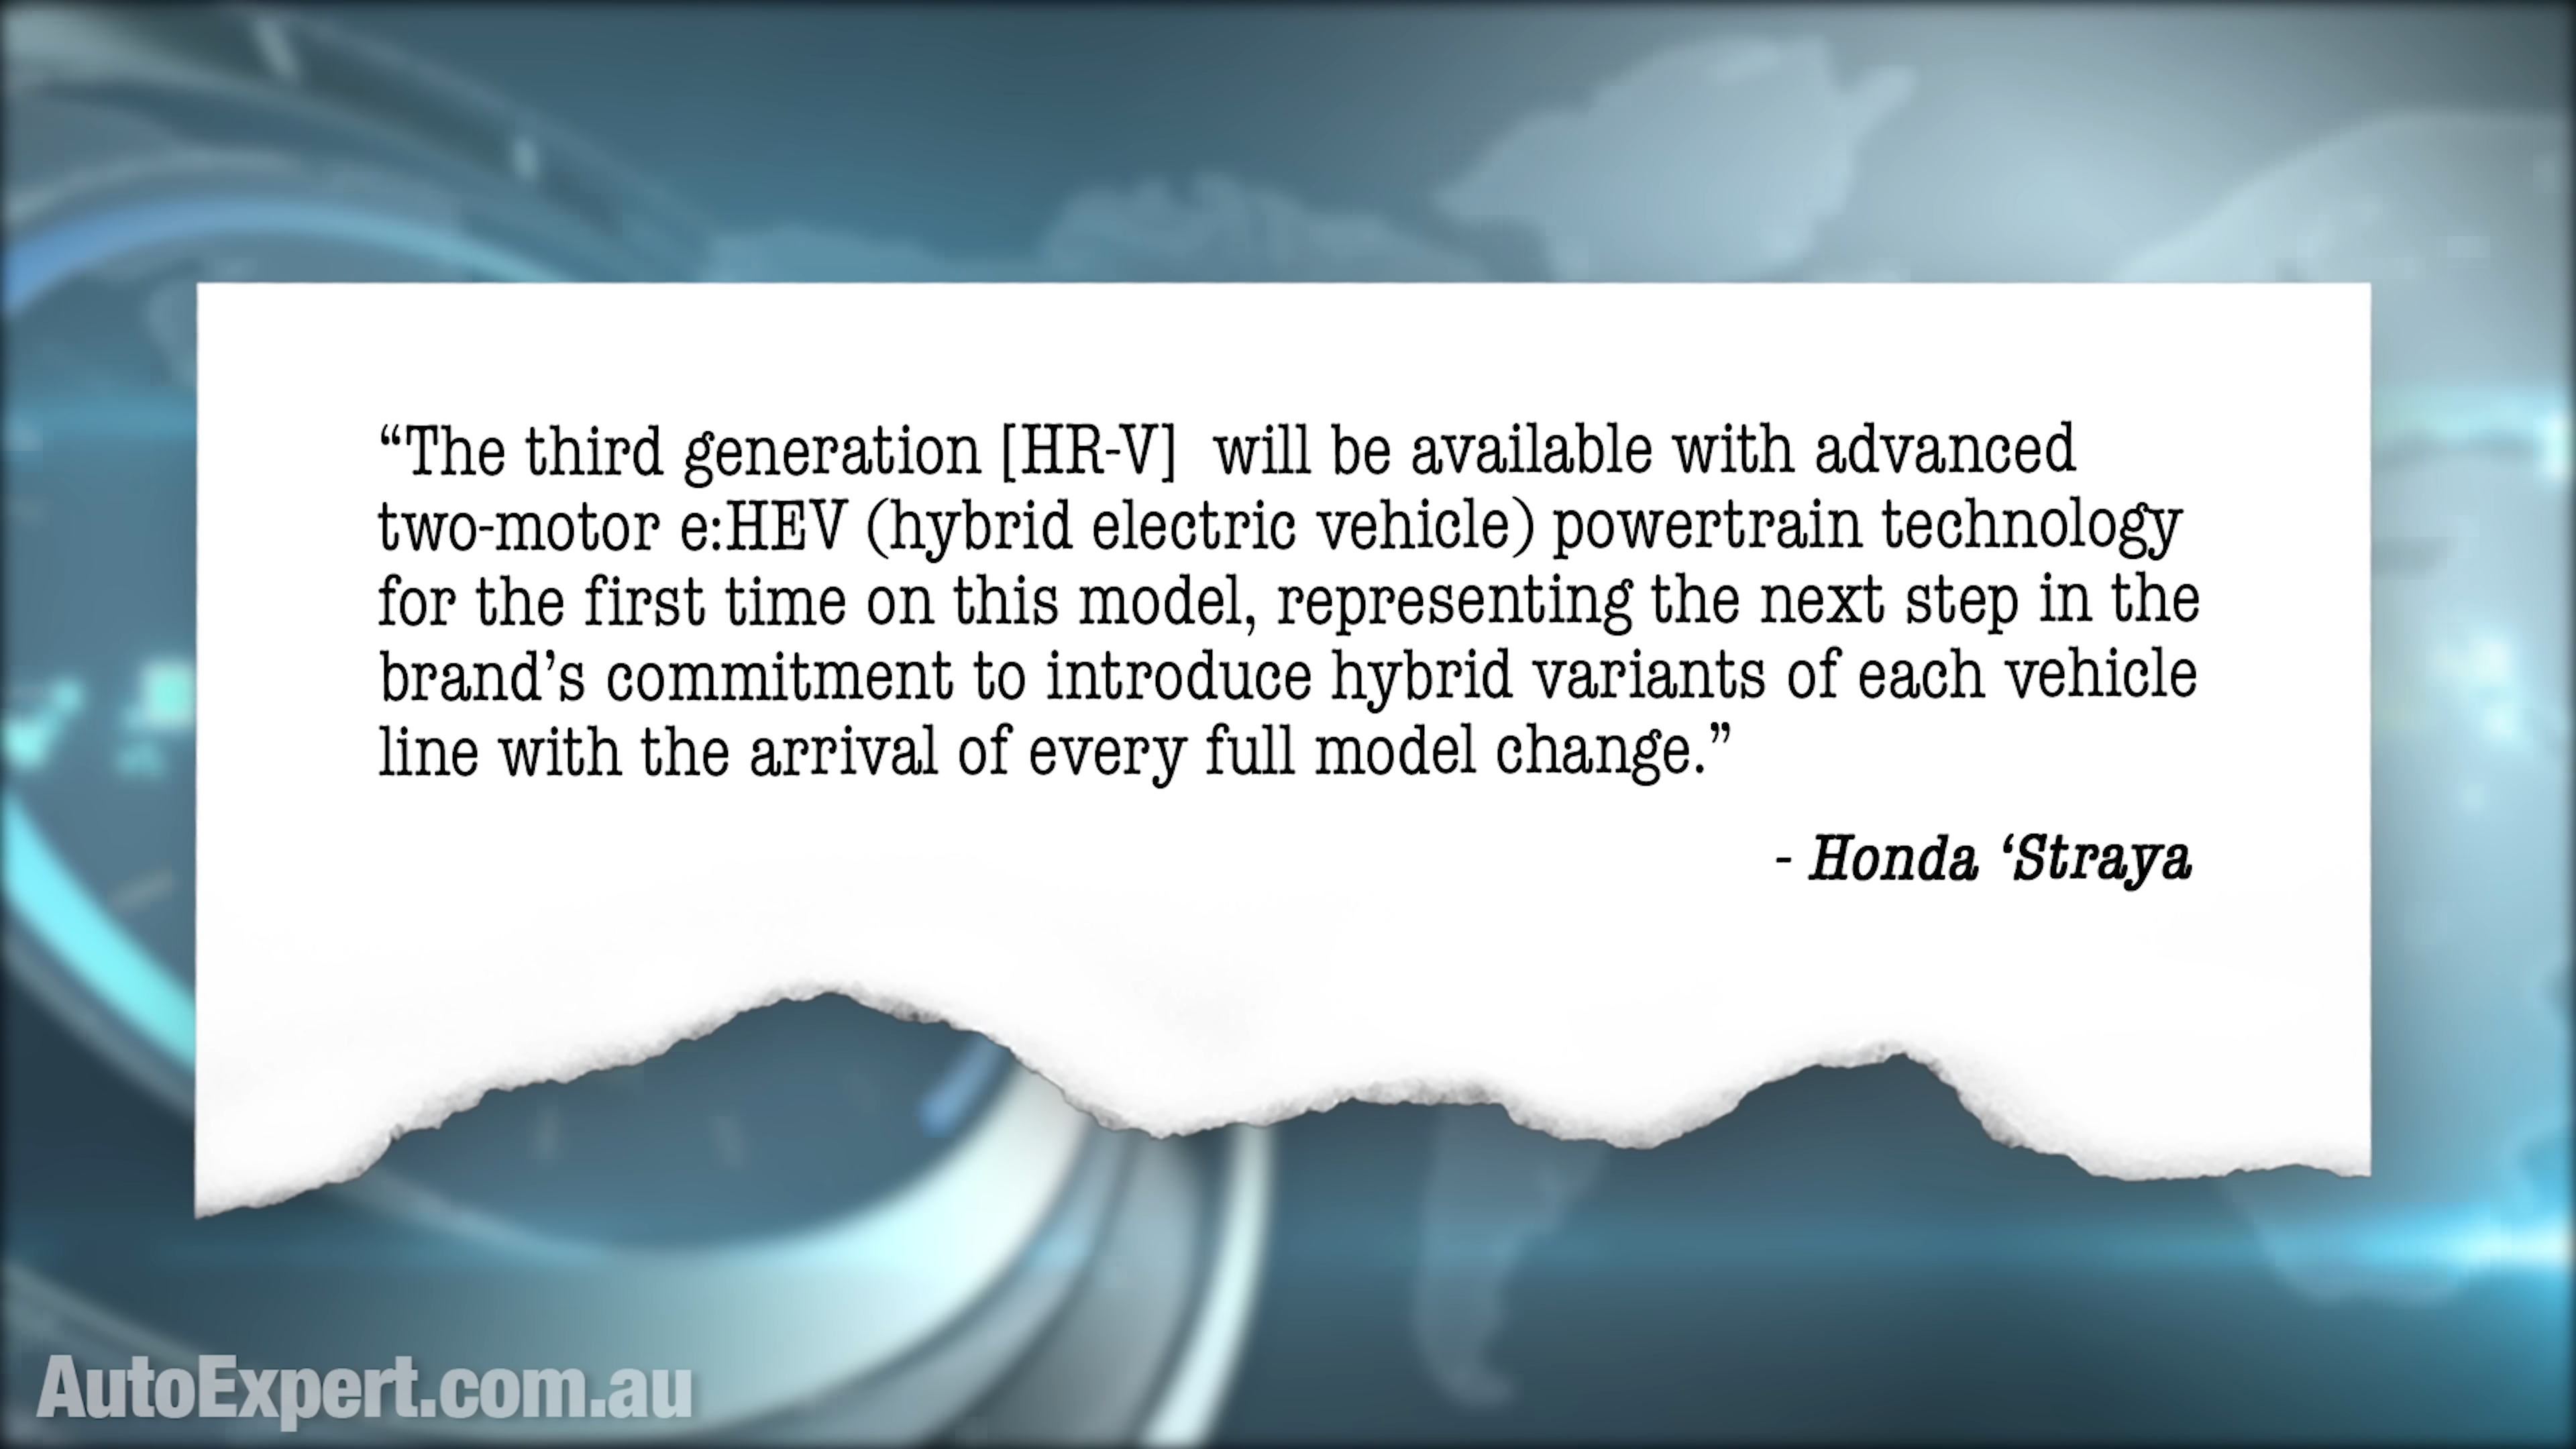 “The third generation [HR-V]  will be available with advanced
two-motor e:HEV (hybrid electric vehicle) powertrain technology
for the first time on this model, representing the next step in the
brand’s commitment to introduce hybrid variants of each vehicle
line with the arrival of every full model change.”
- Honda ‘Straya
AutoExpert.com.au